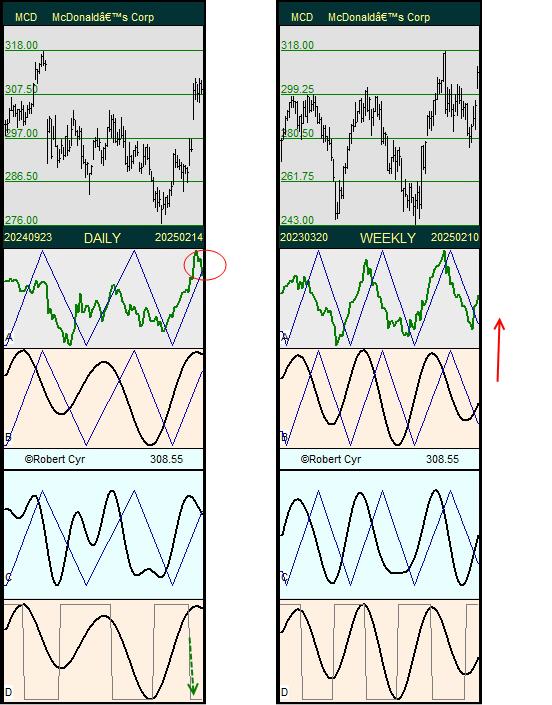 MCD McDonaldâ€™s Corp
318.00
307.50
297.00
286.50
276.00
20240923 DAILY 20250214
A
B
©Robert Cyr 308.55
C
D
MCD McDonaldâ€™s Corp
318.00
299.25
280.50
261.75
243.00
20230320 WEEKLY 20250210
A
B
©Robert Cyr 308.55
C
D